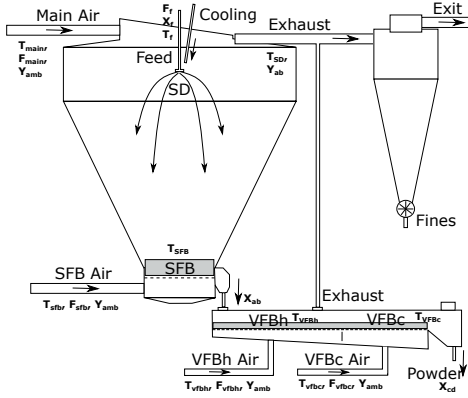 Main Air
T_main,
F_main,
Y_amb
F_f
X_f
T_f
Cooling
Feed
SD
Exhaust
T_SD,
Y_ab
Exit
Fines
T_SFB
SFB
SFB Air
T_sfb, F_sfb, Y_amb
X_ab
Exhaust
VFBh
T_VFBh
VFBc
T_VFBc
VFBh Air
T_vfbh, F_vfbh, Y_amb
VFBc Air
T_vfbc, F_vfbc, Y_amb
Powder
X_cd